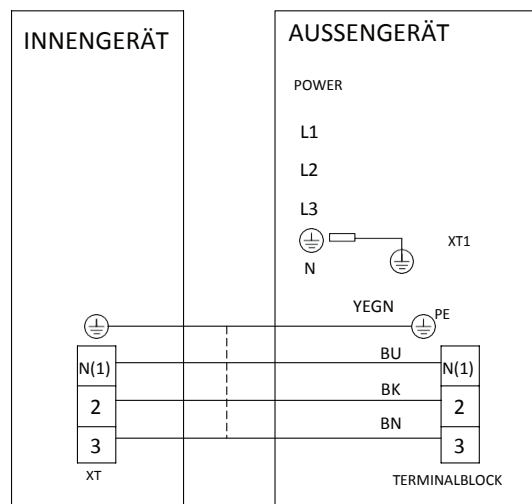 INNENGERÄT
AUSSENGERÄT
POWER
L1
L2
L3
XT1
N
YEGN
PE
BU
N(1)
N(1)
BK
2
2
BN
3
3
XT
TERMINALBLOCK